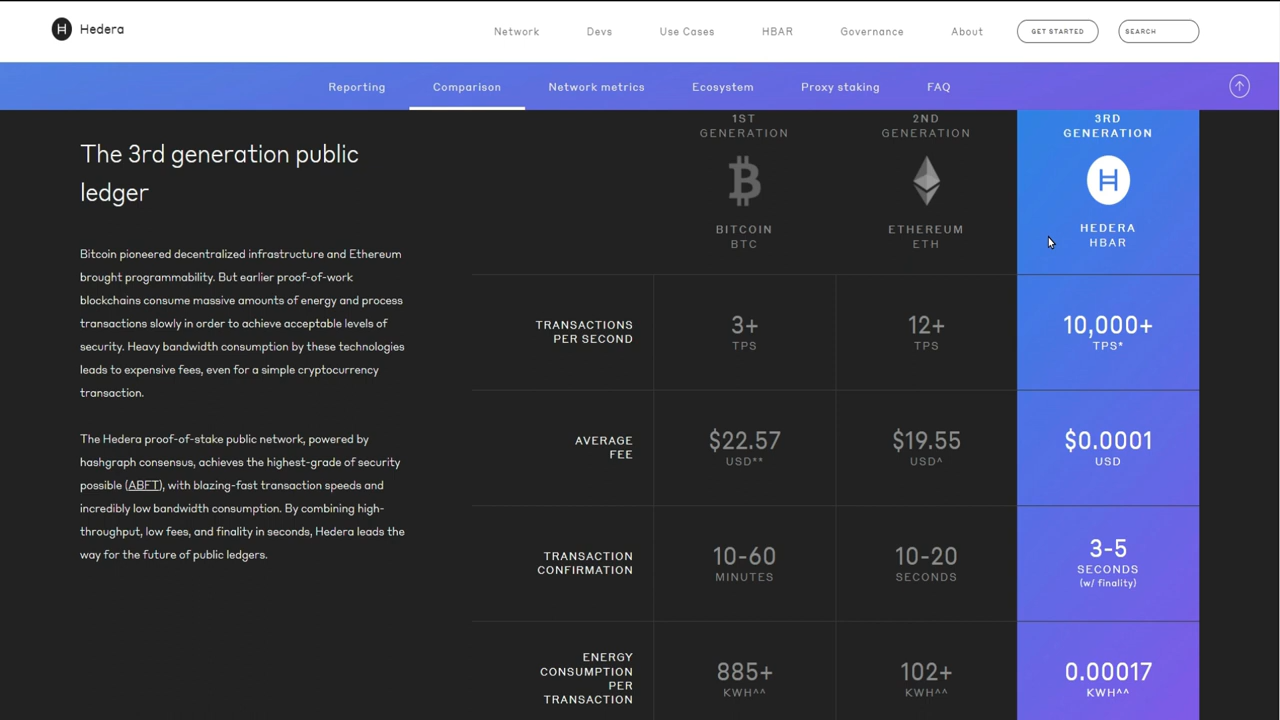 Hedera
Network Devs Use Cases HBAR Governance About GET STARTED SEARCH
Reporting Comparison Network metrics Ecosystem Proxy staking FAQ
The 3rd generation public
ledger
Bitcoin pioneered decentralized infrastructure and Ethereum
brought programmability. But earlier proof-of-work
blockchains consume massive amounts of energy and process
transactions slowly in order to achieve acceptable levels of
security. Heavy bandwidth consumption by these technologies
leads to expensive fees, even for a simple cryptocurrency
transaction.
The Hedera proof-of-stake public network, powered by
hashgraph consensus, achieves the highest-grade of security
possible (ABFT), with blazing-fast transaction speeds and
incredibly low bandwidth consumption. By combining high-
throughput, low fees, and finality in seconds, Hedera leads the
way for the future of public ledgers.
1ST 2ND 3RD
GENERATION GENERATION GENERATION
BITCOIN ETHEREUM HEDERA
BTC ETH HBAR
TRANSACTIONS
PER SECOND
3+ 12+ 10,000+
TPS TPS TPS*
AVERAGE
FEE
$22.57 $19.55 $0.0001
USD** USD^ USD
TRANSACTION
CONFIRMATION
10-60 10-20 3-5
MINUTES SECONDS SECONDS
(w/ finality)
ENERGY
CONSUMPTION
PER
TRANSACTION
885+ 102+ 0.00017
KWH^^ KWH^^ KWH^^